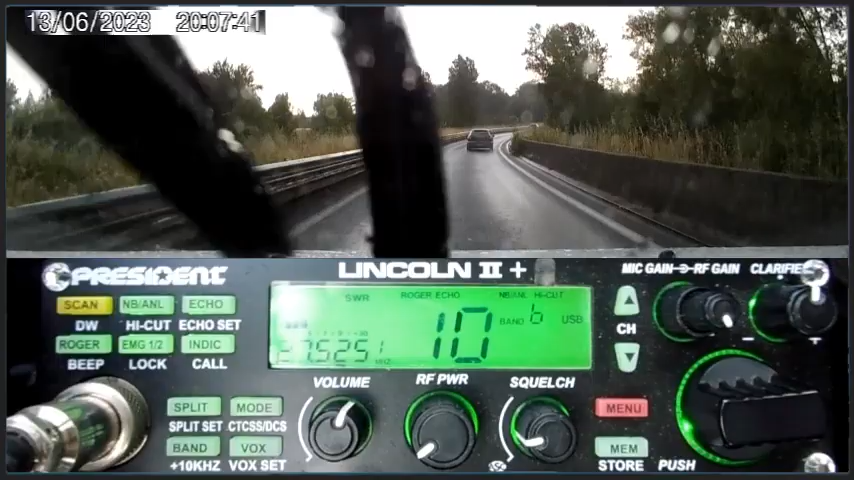 13/06/2023 20:07:41
PRESIDENT LINCOLN II + MIC GAIN RF GAIN CLARIFIER
SCAN NB/ANL ECHO
DW HI-CUT ECHO SET
ROGER EMG 1/2 INDIC
BEEP LOCK CALL
SWR ROGER ECHO NB/ANL HI-CUT
10 BAND b USB
27.5251
CH
VOLUME RF PWR SQUELCH
SPLIT MODE MENU
SPLIT SET CTCSS/DCS
BAND VOX MEM
+10KHZ VOX SET STORE PUSH